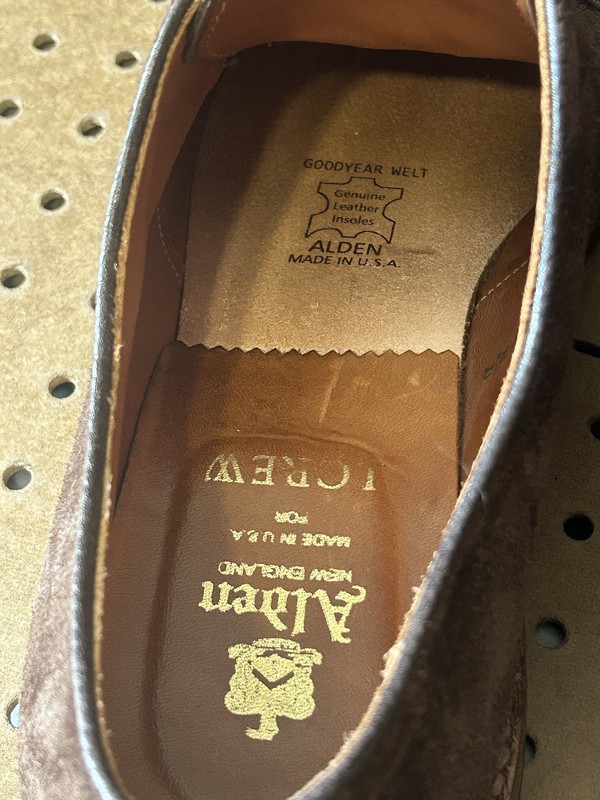 GOODYEAR WELT
Genuine
Leather
Insoles
ALDEN
MADE IN U.S.A.
Alden
NEW ENGLAND
MADE IN U.S.A.
FOR
J.CREW